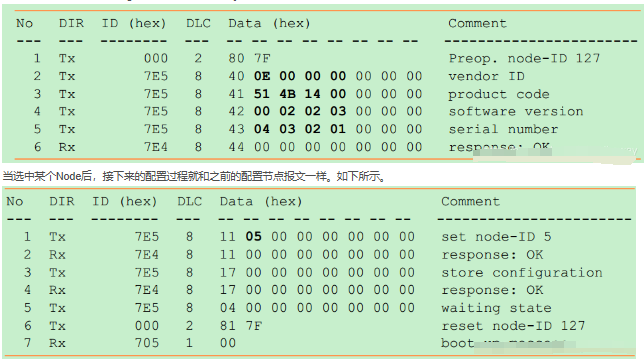 No DIR ID (hex) DLC Data (hex) Comment
--- --- -------- --- -- -- -- -- -- -- -- -- ----------------------
1 Tx 000 2 80 7F Preop. node-ID 127
2 Tx 7E5 8 40 0E 00 00 00 00 00 00 vendor ID
3 Tx 7E5 8 41 51 4B 14 00 00 00 00 product code
4 Tx 7E5 8 42 00 02 02 03 00 00 00 software version
5 Tx 7E5 8 43 04 03 02 01 00 00 00 serial number
6 Rx 7E4 8 44 00 00 00 00 00 00 00 response: OK
当选中某个Node后，接下来的配置过程就和之前的配置节点报文一样。如下所示。
No DIR ID (hex) DLC Data (hex) Comment
--- --- -------- --- -- -- -- -- -- -- -- -- ----------------------
1 Tx 7E5 8 11 05 00 00 00 00 00 00 set node-ID 5
2 Rx 7E4 8 11 00 00 00 00 00 00 00 response: OK
3 Tx 7E5 8 17 00 00 00 00 00 00 00 store configuration
4 Rx 7E4 8 17 00 00 00 00 00 00 00 response: OK
5 Tx 7E5 8 04 00 00 00 00 00 00 00 waiting state
6 Tx 000 2 81 7F reset node-ID 127
7 Rx 705 1 00 boot